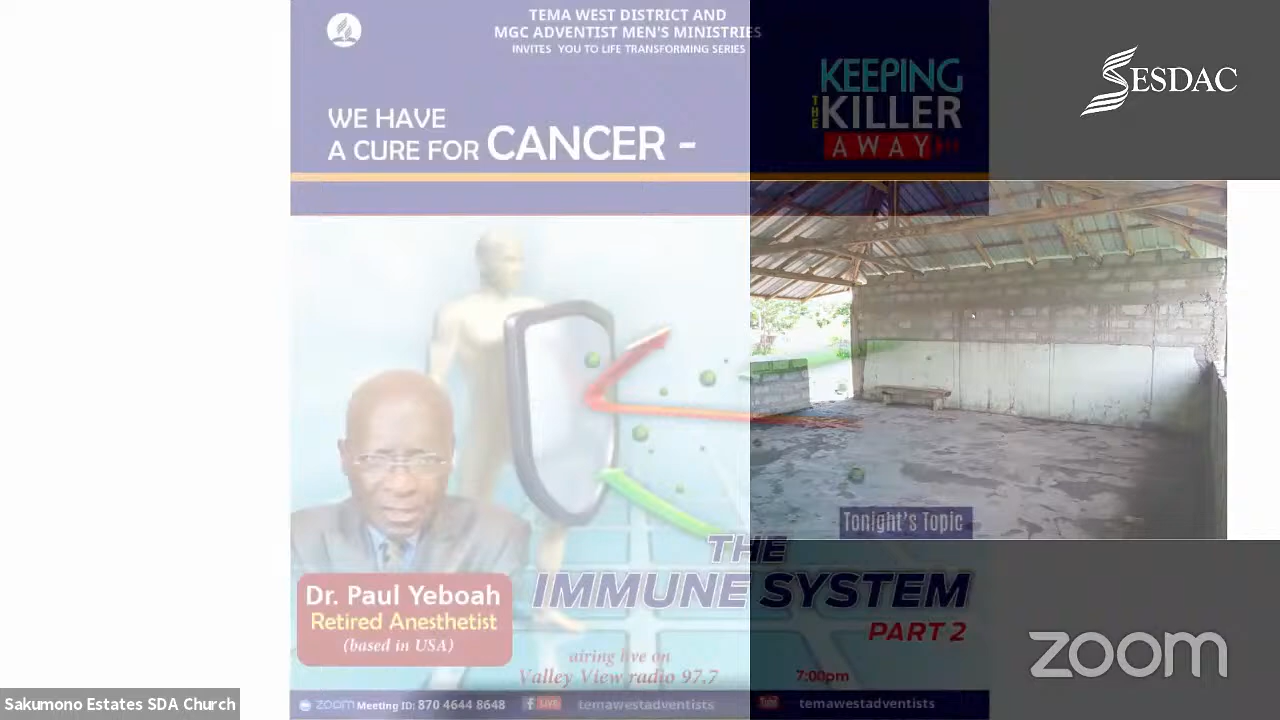 TEMA WEST DISTRICT AND
MGC ADVENTIST MEN'S MINISTRIES
INVITES YOU TO LIFE TRANSFORMING SERIES
WE HAVE
A CURE FOR CANCER -
KEEPING
THE
KILLER
AWAY
SESDAC
Tonight's Topic
THE
IMMUNE SYSTEM
PART 2
Dr. Paul Yeboah
Retired Anesthetist
(based in USA)
airing live on
Valley View radio 97.7
7:00pm
zoom
zoom Meeting ID: 870 4644 8648
f LIVE
temawestadventists
temawestadventists
Sakumono Estates SDA Church